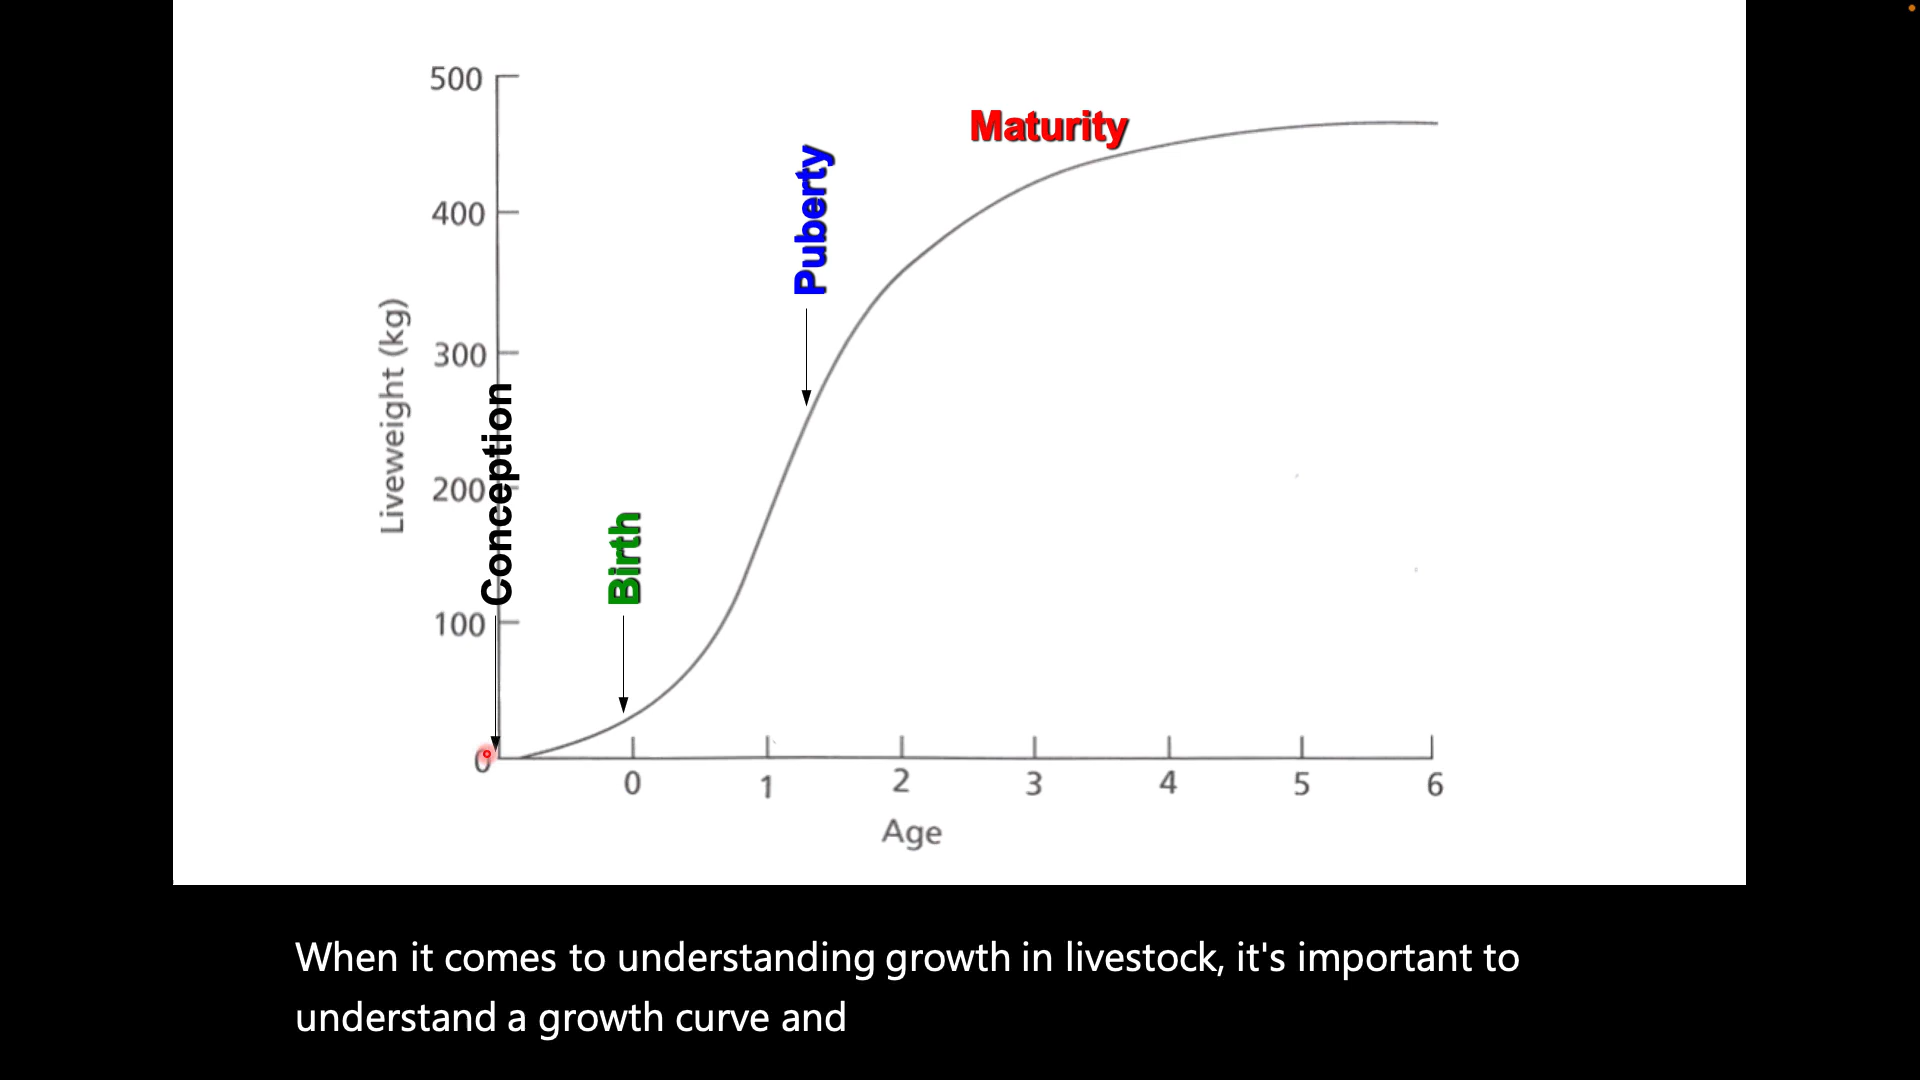 500
Maturity
Puberty
400
Liveweight (kg)
300
Conception
200
Birth
100
0
0 1 2 3 4 5 6
Age
When it comes to understanding growth in livestock, it's important to
understand a growth curve and